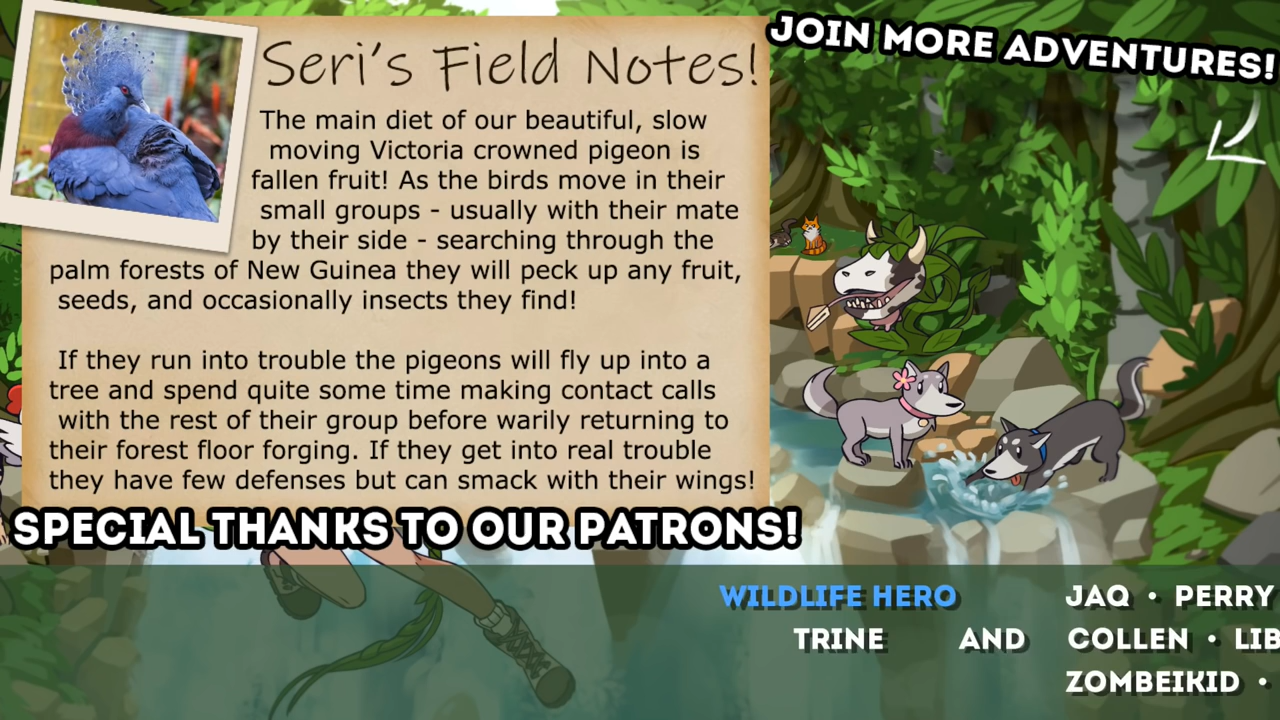 Seri's Field Notes!
The main diet of our beautiful, slow
moving Victoria crowned pigeon is
fallen fruit! As the birds move in their
small groups - usually with their mate
by their side - searching through the
palm forests of New Guinea they will peck up any fruit,
seeds, and occasionally insects they find!
If they run into trouble the pigeons will fly up into a
tree and spend quite some time making contact calls
with the rest of their group before warily returning to
their forest floor forging. If they get into real trouble
they have few defenses but can smack with their wings!
JOIN MORE ADVENTURES!
SPECIAL THANKS TO OUR PATRONS!
WILDLIFE HERO
TRINE AND
JAQ • PERRY
COLLEN • LIB
ZOMBEIKID •